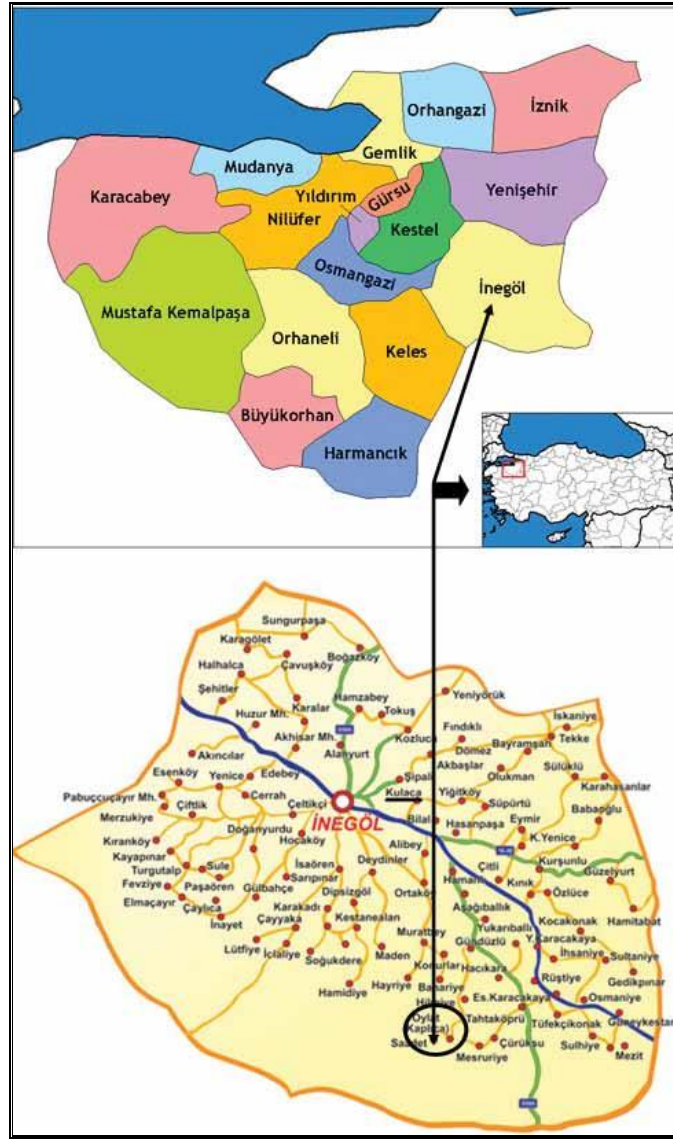 Orhangazi
İznik
Gemlik
Mudanya
Karacabey
Yıldırım
Gürsu
Yenişehir
Nilüfer
Kestel
Osmangazi
İnegöl
Mustafa Kemalpaşa
Orhaneli
Keles
Büyükorhan
Harmancık
Sungurpaşa
Karagölet
Boğazköy
Halhalca
Çavuşköy
Şehitler
Hamzabey
Yeniyörük
Karalar
Tokuş
İskaniye
Huzur Mh.
Fındıklı
Kozluca
Tekke
Akhisar Mh.
Bayramşah
Alanyurt
Dömez
Akıncılar
Akbaşlar
Sülüklü
Esenköy
Yenice
Edebey
Şipali
Olukman
Karahasanlar
Pabuççuçayır Mh.
Cerrah
Kulaca
Yiğitköy
Çiftlik
Çeltikçi
Süpürtü
Babaoğlu
Merzukiye
İNEGÖL
Bilal
Eymir
Doğanyurdu
Hasanpaşa
Kıranköy
Hocaköy
Alibey
K.Yenice
Kayapınar
Deydinler
Kurşunlu
Turgutalp
Sule
İsaören
Çitli
Güzelyurt
Fevziye
Paşaören
Sarıpınar
Hamam
Kınık
Elmaçayır
Gülbahçe
Dipsizgöl
Ortaköy
Özlüce
Çaylıca
Karakadı
Aşağıballık
Hamitabat
İnayet
Çayyaka
Kestanealan
Yukarıballı
Kocakonak
Muratbey
Y.Karacakaya
Lütfiye
İclaliye
Maden
Gündüzlü
İhsaniye
Sultaniye
Soğukdere
Konurlar
Hacıkara
Gedikpınar
Hamidiye
Hayriye
Bahariye
Rüştiye
Hilmiye
Es.Karacakaya
Osmaniye
Oylat
Tahtaköprü
Güneykestane
(Kaplıca)
Tüfekçikonak
Saadet
Çürüksu
Sulhiye
Mesruriye
Mezit